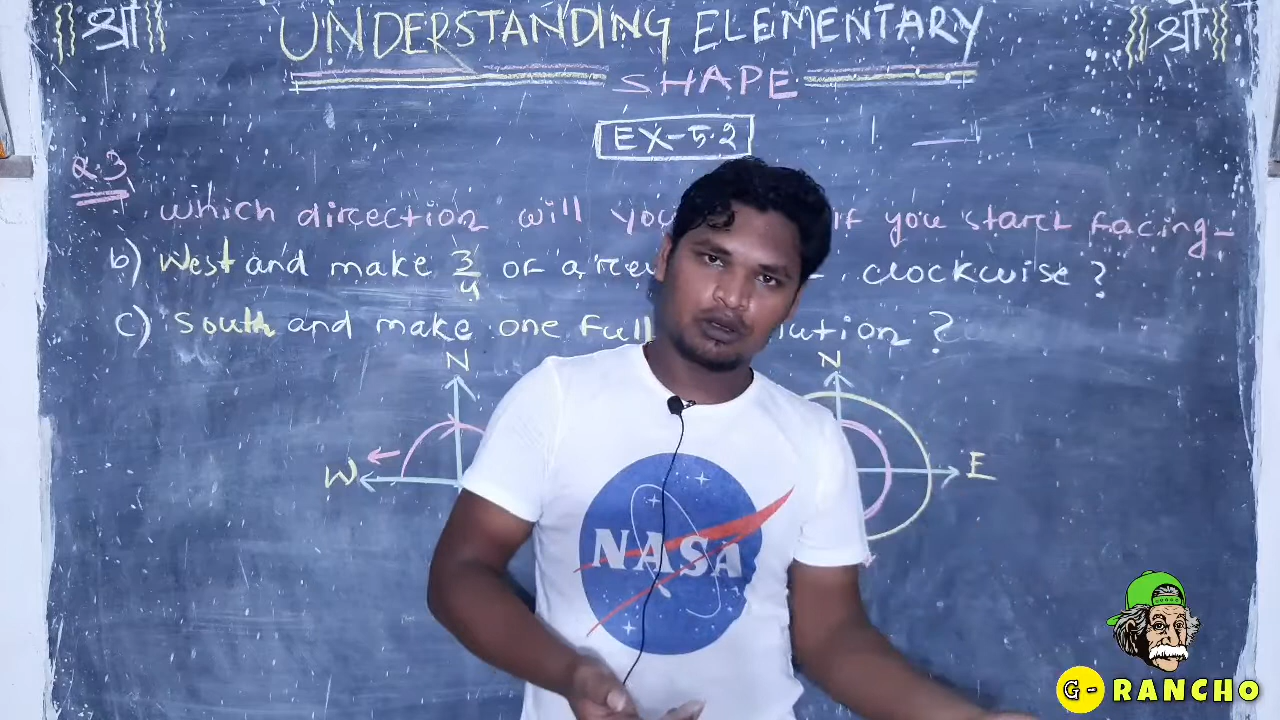 श्री UNDERSTANDING ELEMENTARY श्री
SHAPE
EX-5.2
Q.3
Which direction will you if you start facing-
b) West and make 3/4 of a clockwise ?
c) South and make one full lution ?
N N
W E
NASA
G-RANCHO